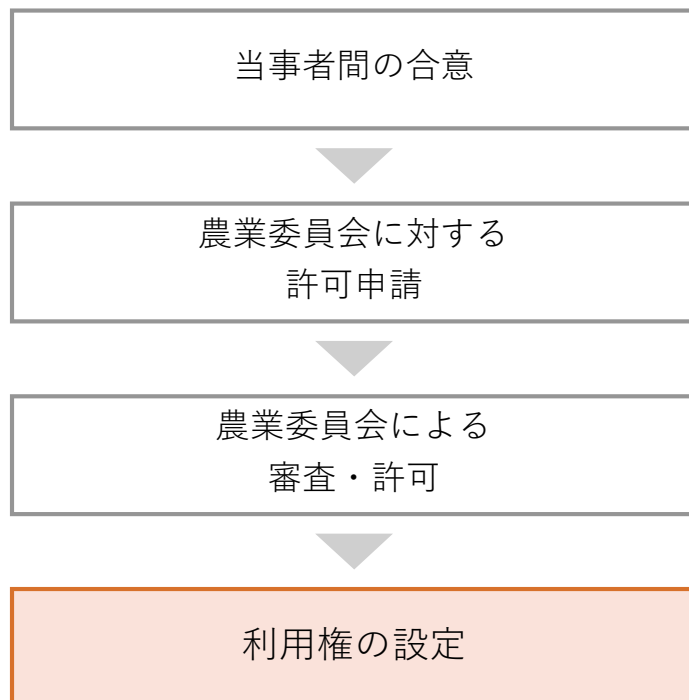 当事者間の合意
農業委員会に対する
許可申請
農業委員会による
審査・許可
利用権の設定